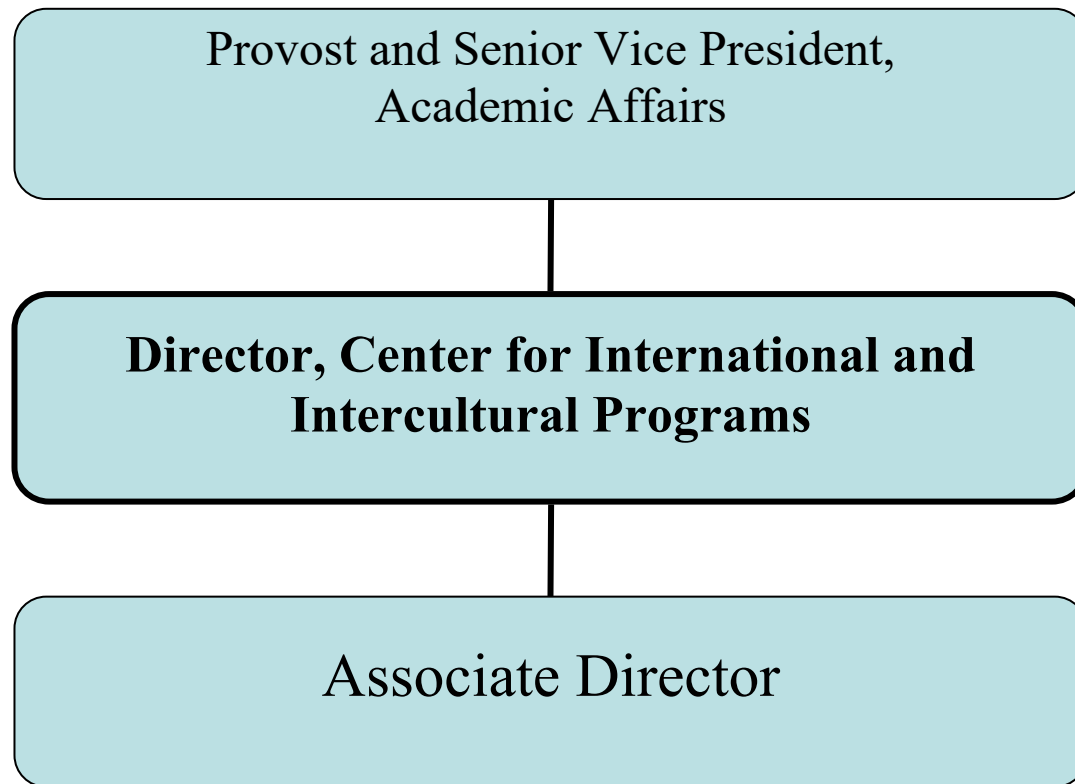 Provost and Senior Vice President,
Academic Affairs
Director, Center for International and
Intercultural Programs
Associate Director